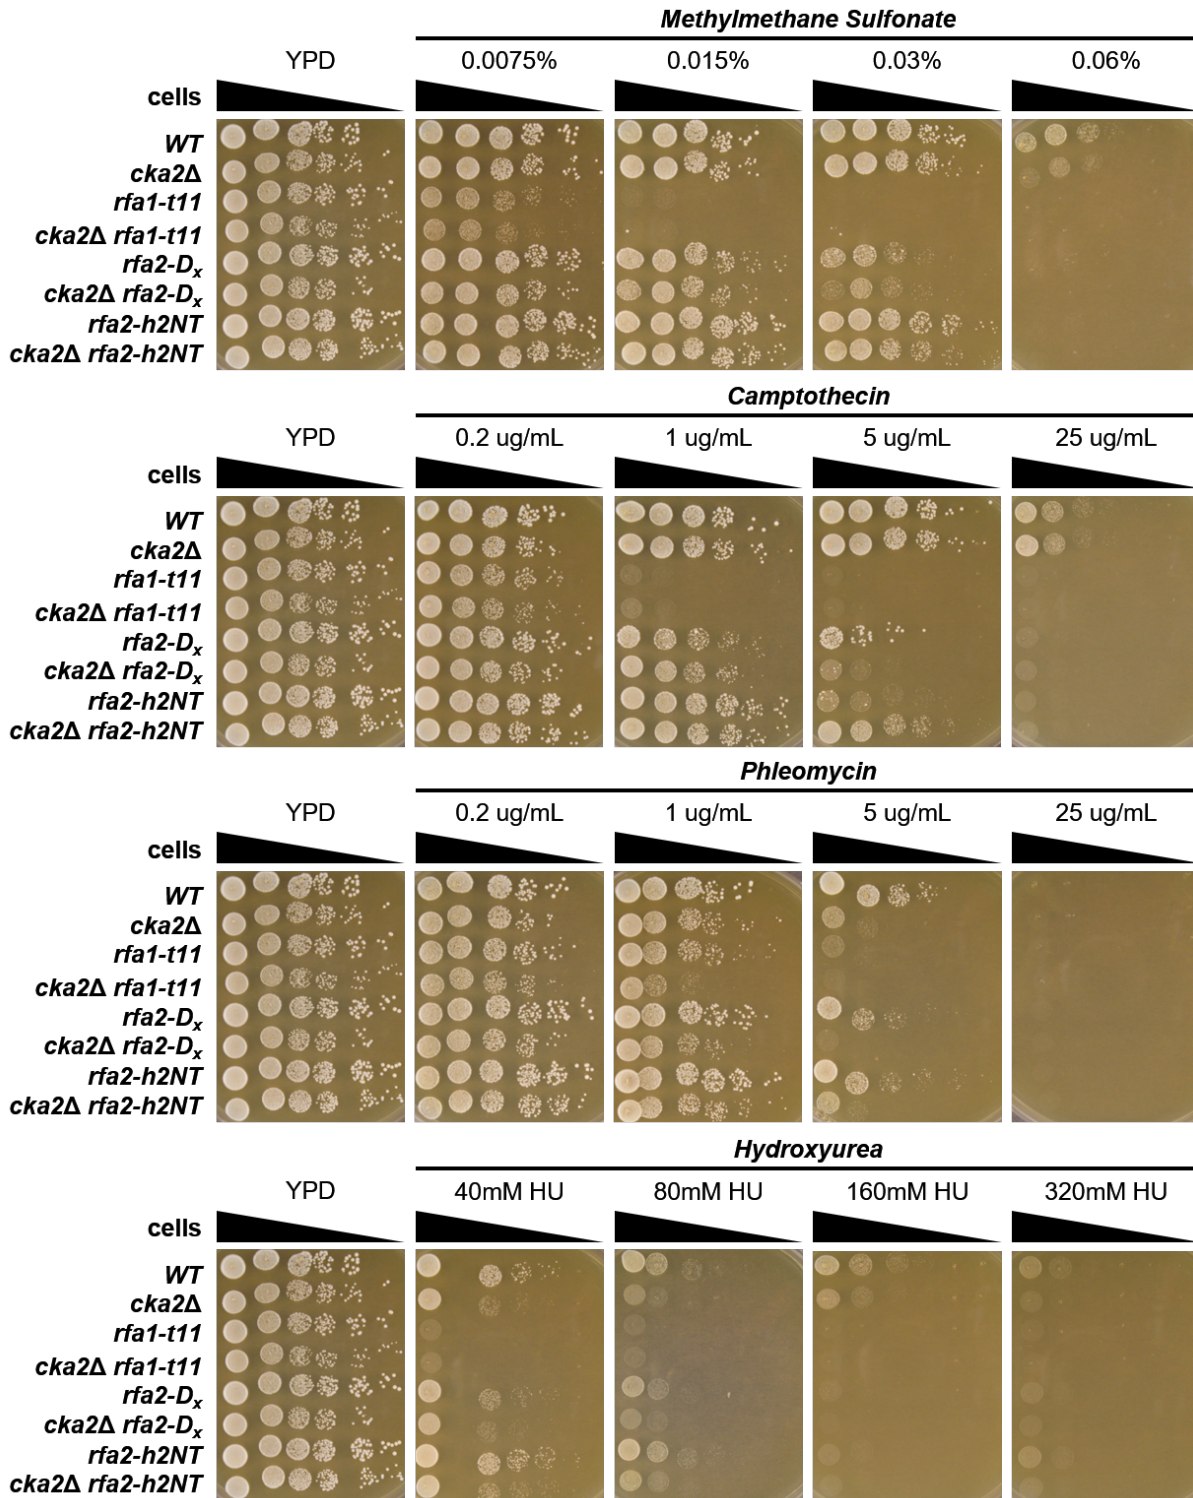 Methylmethane Sulfonate
YPD 0.0075% 0.015% 0.03% 0.06%
cells
WT
cka2Δ
rfa1-t11
cka2Δ rfa1-t11
rfa2-Dx
cka2Δ rfa2-Dx
rfa2-h2NT
cka2Δ rfa2-h2NT
Camptothecin
YPD 0.2 ug/mL 1 ug/mL 5 ug/mL 25 ug/mL
cells
WT
cka2Δ
rfa1-t11
cka2Δ rfa1-t11
rfa2-Dx
cka2Δ rfa2-Dx
rfa2-h2NT
cka2Δ rfa2-h2NT
Phleomycin
YPD 0.2 ug/mL 1 ug/mL 5 ug/mL 25 ug/mL
cells
WT
cka2Δ
rfa1-t11
cka2Δ rfa1-t11
rfa2-Dx
cka2Δ rfa2-Dx
rfa2-h2NT
cka2Δ rfa2-h2NT
Hydroxyurea
YPD 40mM HU 80mM HU 160mM HU 320mM HU
cells
WT
cka2Δ
rfa1-t11
cka2Δ rfa1-t11
rfa2-Dx
cka2Δ rfa2-Dx
rfa2-h2NT
cka2Δ rfa2-h2NT